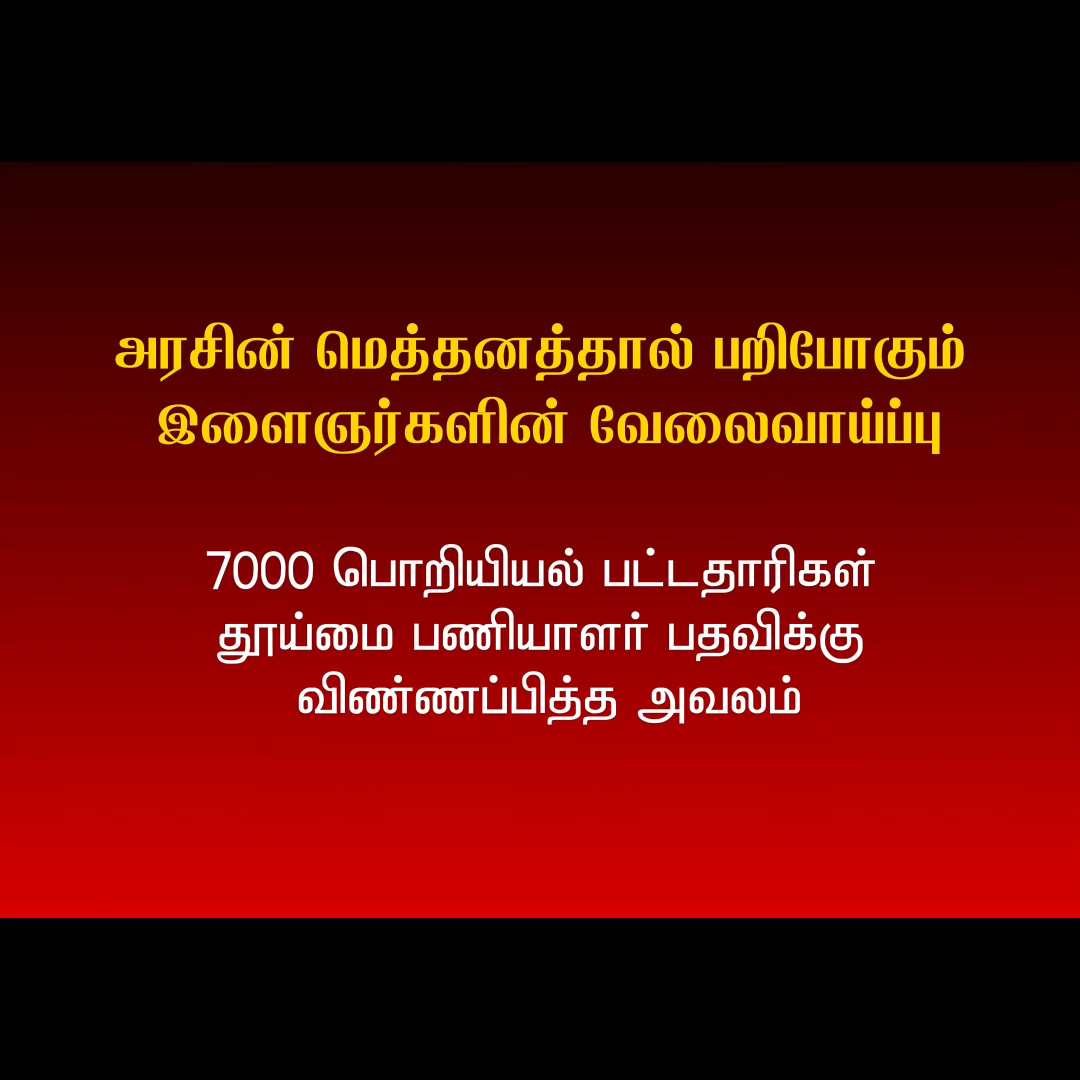 அரசின் மெத்தனத்தால் பறிபோகும்
இளைஞர்களின் வேலைவாய்ப்பு
7000 பொறியியல் பட்டதாரிகள்
தூய்மை பணியாளர் பதவிக்கு
விண்ணப்பித்த அவலம்